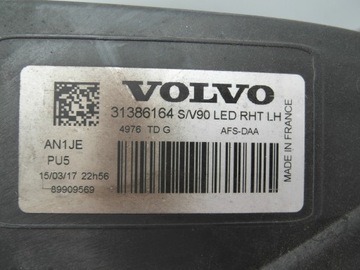 VOLVO
31386164 S/V90 LED RHT LH
4976 TD G AFS-DAA
AN1JE
PU5
15/03/17 22h56
89909569
MADE IN FRANCE